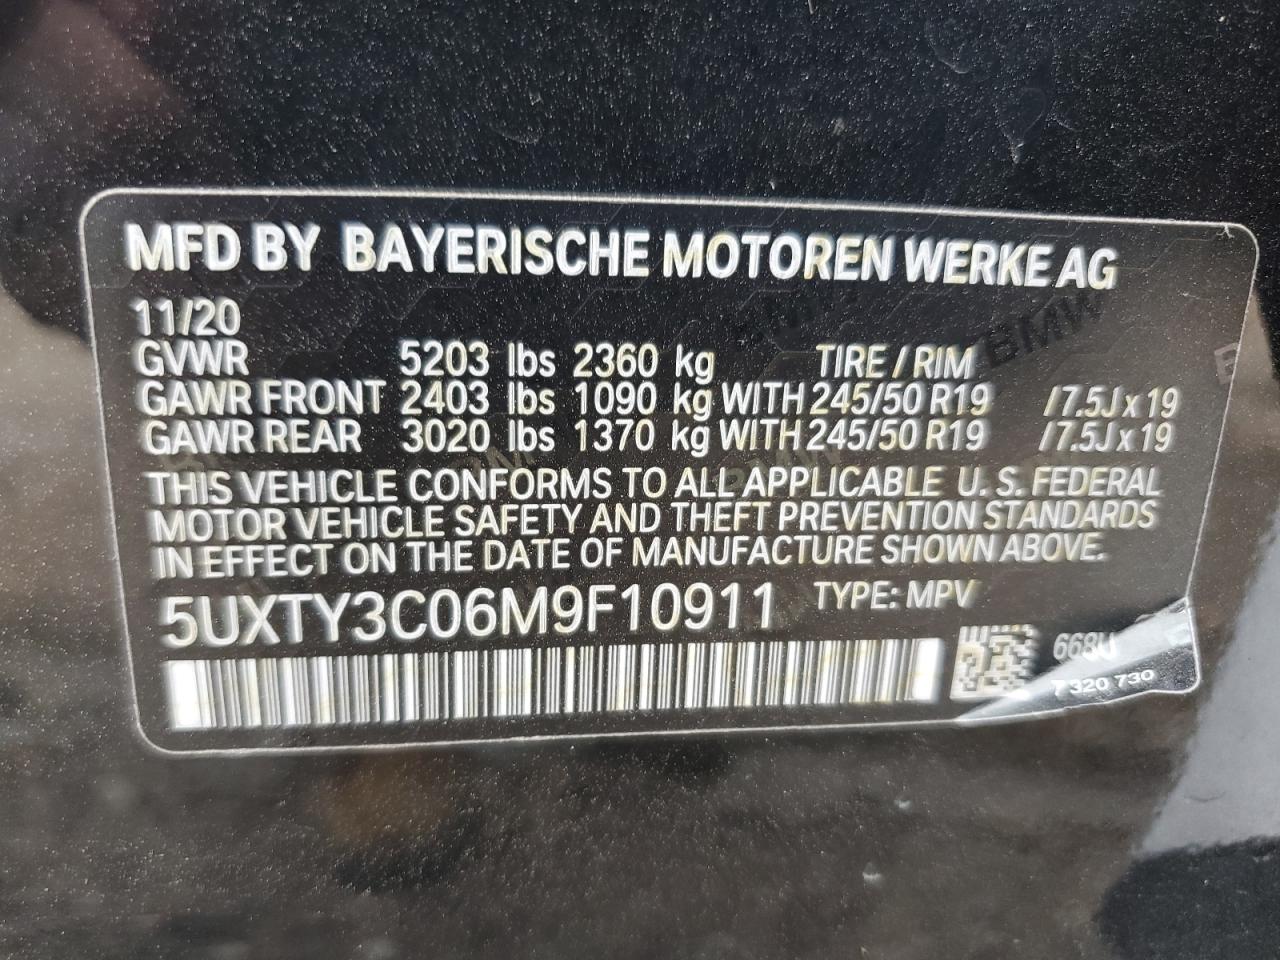 MFD BY BAYERISCHE MOTOREN WERKE AG
11/20
GVWR 5203 lbs 2360 kg TIRE / RIM
GAWR FRONT 2403 lbs 1090 kg WITH 245/50 R19 / 7.5J x 19
GAWR REAR 3020 lbs 1370 kg WITH 245/50 R19 / 7.5J x 19
THIS VEHICLE CONFORMS TO ALL APPLICABLE U. S. FEDERAL
MOTOR VEHICLE SAFETY AND THEFT PREVENTION STANDARDS
IN EFFECT ON THE DATE OF MANUFACTURE SHOWN ABOVE.
5UXTY3C06M9F10911 TYPE: MPV
668U
7 320 730
BMW